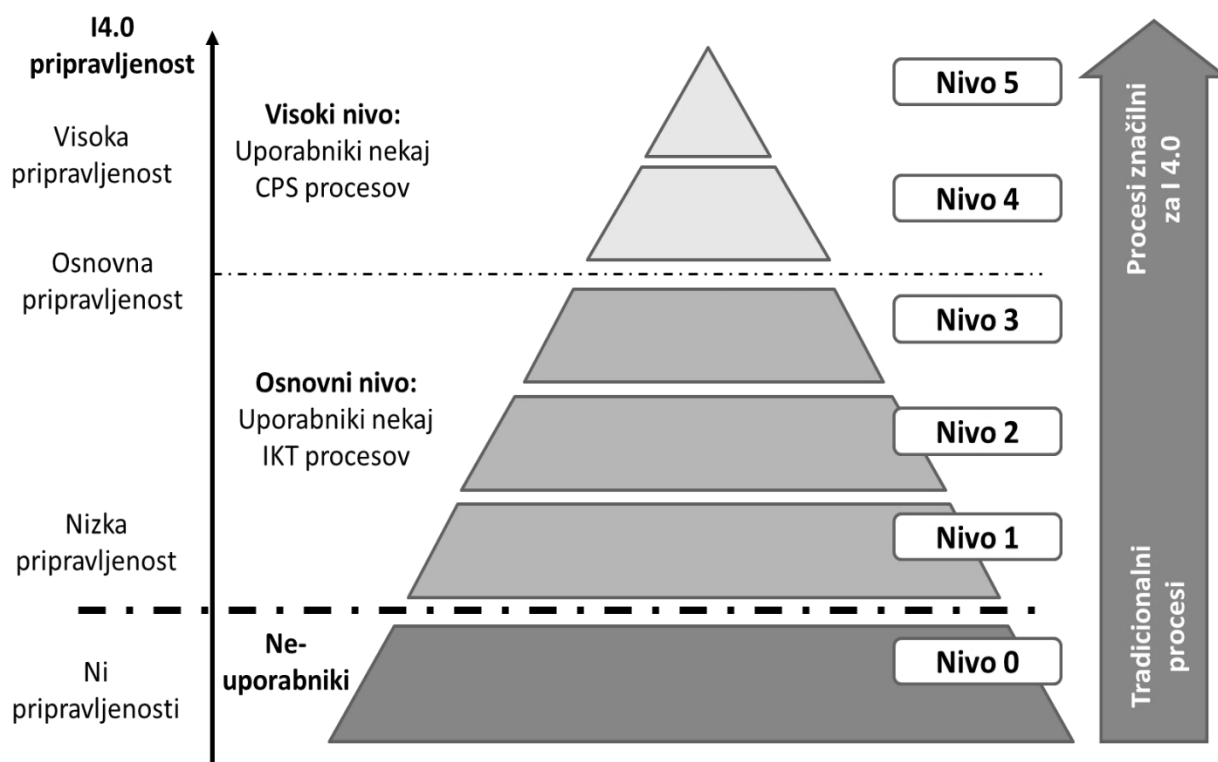 I4.0
pripravljenost
Visoka
pripravljenost
Osnovna
pripravljenost
Nizka
pripravljenost
Ni
pripravljenosti
Visoki nivo:
Uporabniki nekaj
CPS procesov
Osnovni nivo:
Uporabniki nekaj
IKT procesov
Ne-
uporabniki
Nivo 5
Nivo 4
Nivo 3
Nivo 2
Nivo 1
Nivo 0
Procesi značilni
za I 4.0
Tradicionalni
procesi